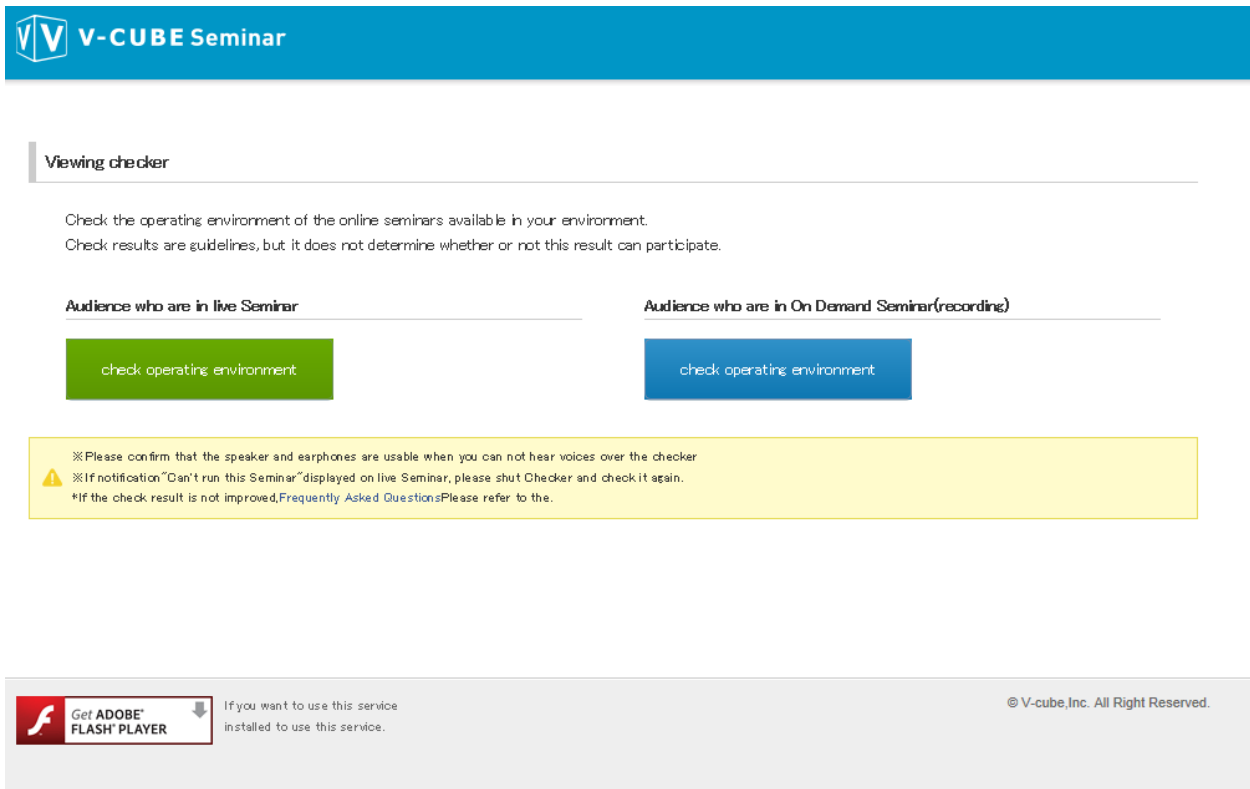 V-CUBE Seminar
Viewing checker
Check the operating environment of the online seminars available in your environment.
Check results are guidelines, but it does not determine whether or not this result can participate.
Audience who are in live Seminar
Audience who are in On Demand Seminar(recording)
check operating environment
check operating environment
※Please confirm that the speaker and earphones are usable when you can not hear voices over the checker
※If notification"Can't run this Seminar"displayed on live Seminar, please shut Checker and check it again.
*If the check result is not improved,Frequently Asked QuestionsPlease refer to the.
Get ADOBE®
FLASH® PLAYER
If you want to use this service
installed to use this service.
© V-cube,Inc. All Right Reserved.